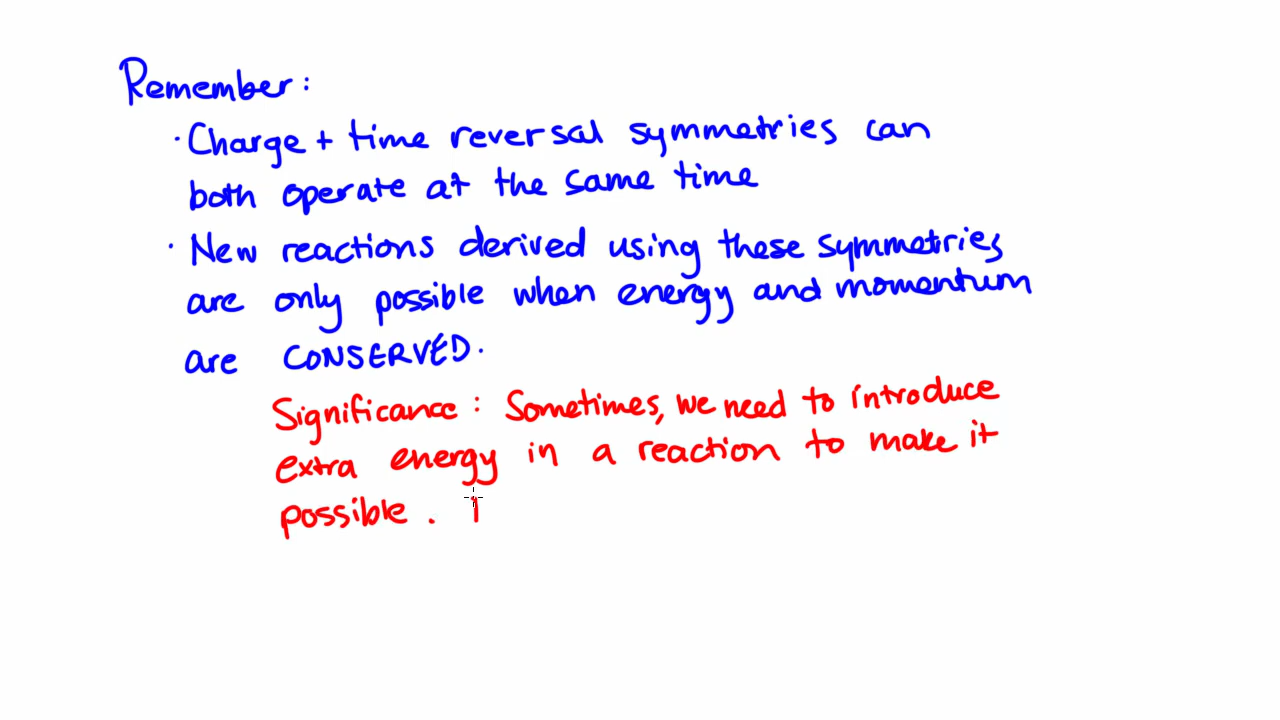 Remember:
· Charge + time reversal symmetries can
both operate at the same time
· New reactions derived using these symmetries
are only possible when energy and momentum
are CONSERVED.
Significance: Sometimes, we need to introduce
extra energy in a reaction to make it
possible.